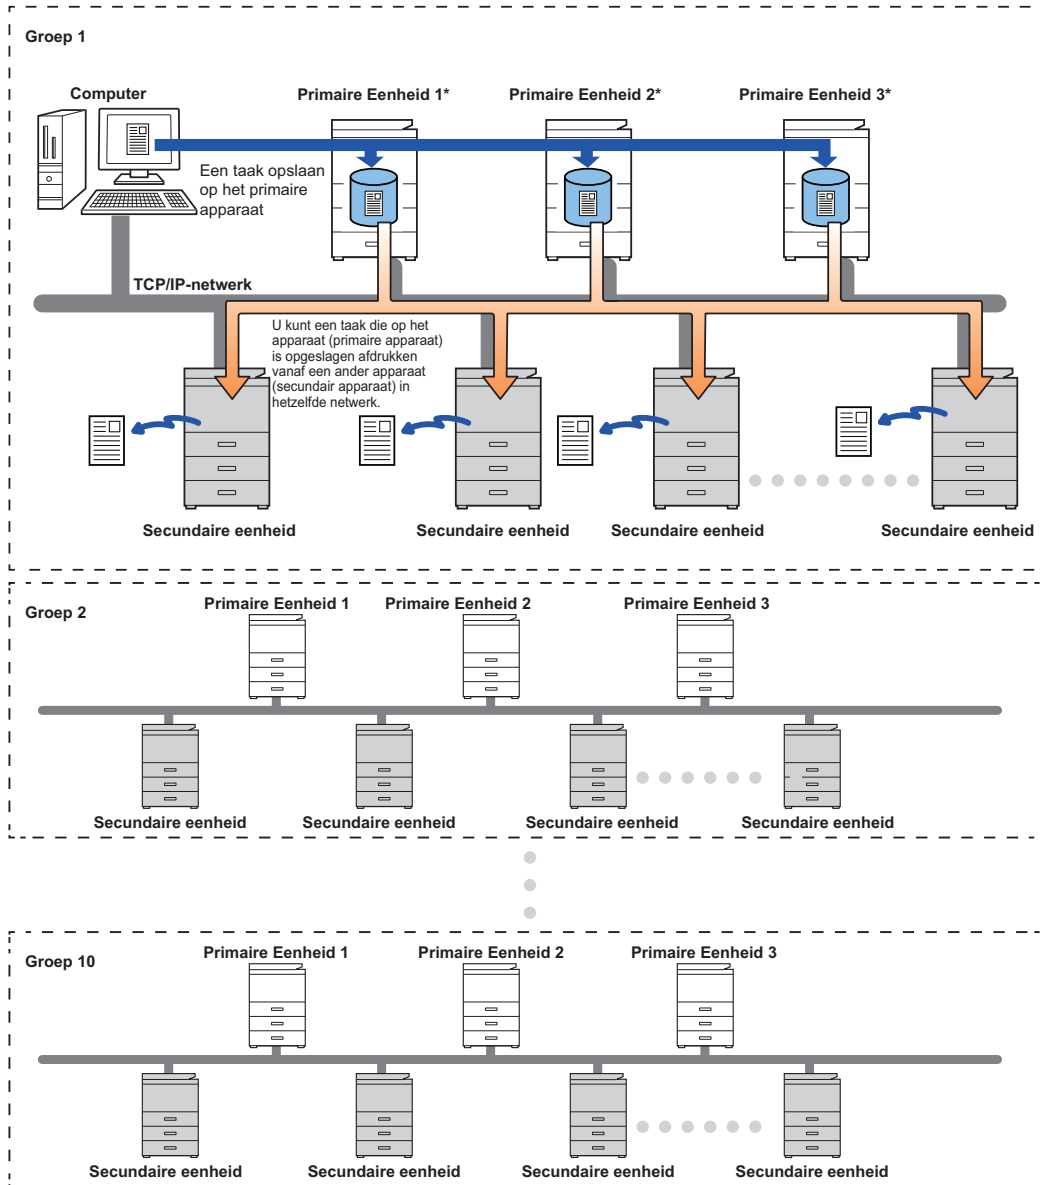 Groep 1
Computer
Primaire Eenheid 1*
Primaire Eenheid 2*
Primaire Eenheid 3*
Een taak opslaan
op het primaire
apparaat
TCP/IP-netwerk
U kunt een taak die op het
apparaat (primaire apparaat)
is opgeslagen afdrukken
vanaf een ander apparaat
(secundair apparaat) in
hetzelfde netwerk.
Secundaire eenheid
Secundaire eenheid
Secundaire eenheid
Secundaire eenheid
Groep 2
Primaire Eenheid 1
Primaire Eenheid 2
Primaire Eenheid 3
Secundaire eenheid
Secundaire eenheid
Secundaire eenheid
Secundaire eenheid
Groep 10
Primaire Eenheid 1
Primaire Eenheid 2
Primaire Eenheid 3
Secundaire eenheid
Secundaire eenheid
Secundaire eenheid
Secundaire eenheid